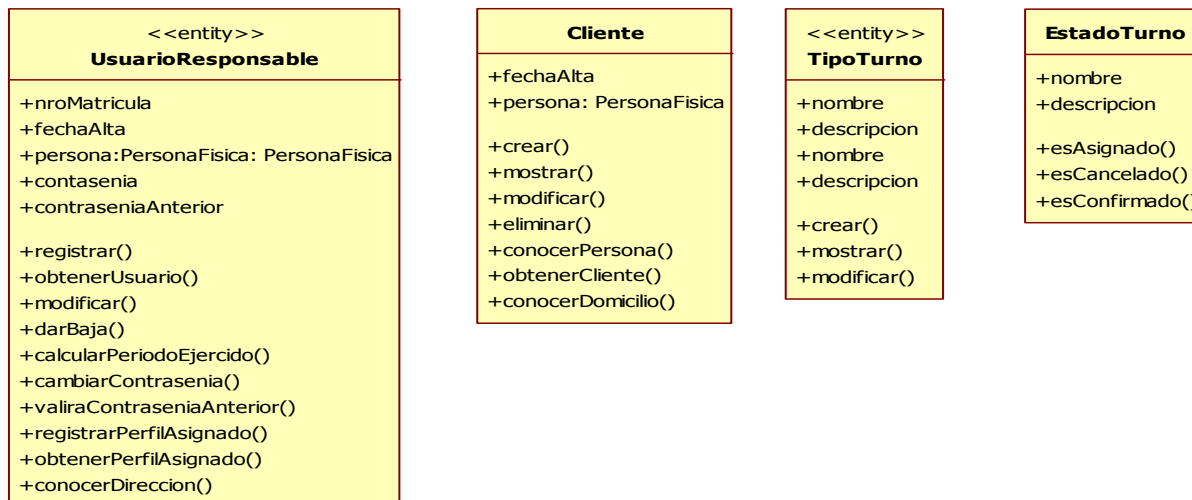 <<entity>>
UsuarioResponsable
+nroMatricula
+fechaAlta
+persona:PersonaFisica: PersonaFisica
+contasenia
+contraseniaAnterior
+registrar()
+obtenerUsuario()
+modificar()
+darBaja()
+calcularPeriodoEjercido()
+cambiarContrasenia()
+valiraContraseniaAnterior()
+registrarPerfilAsignado()
+obtenerPerfilAsignado()
+conocerDireccion()
Cliente
+fechaAlta
+persona: PersonaFisica
+crear()
+mostrar()
+modificar()
+eliminar()
+conocerPersona()
+obtenerCliente()
+conocerDomicilio()
<<entity>>
TipoTurno
+nombre
+descripcion
+nombre
+descripcion
+crear()
+mostrar()
+modificar()
EstadoTurno
+nombre
+descripcion
+esAsignado()
+esCancelado()
+esConfirmado()